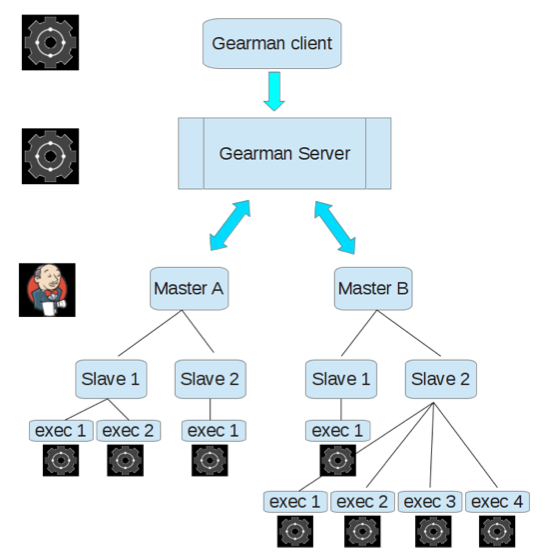 Gearman client
Gearman Server
Master A
Master B
Slave 1
Slave 2
Slave 1
Slave 2
exec 1
exec 2
exec 1
exec 1
exec 1
exec 2
exec 3
exec 4